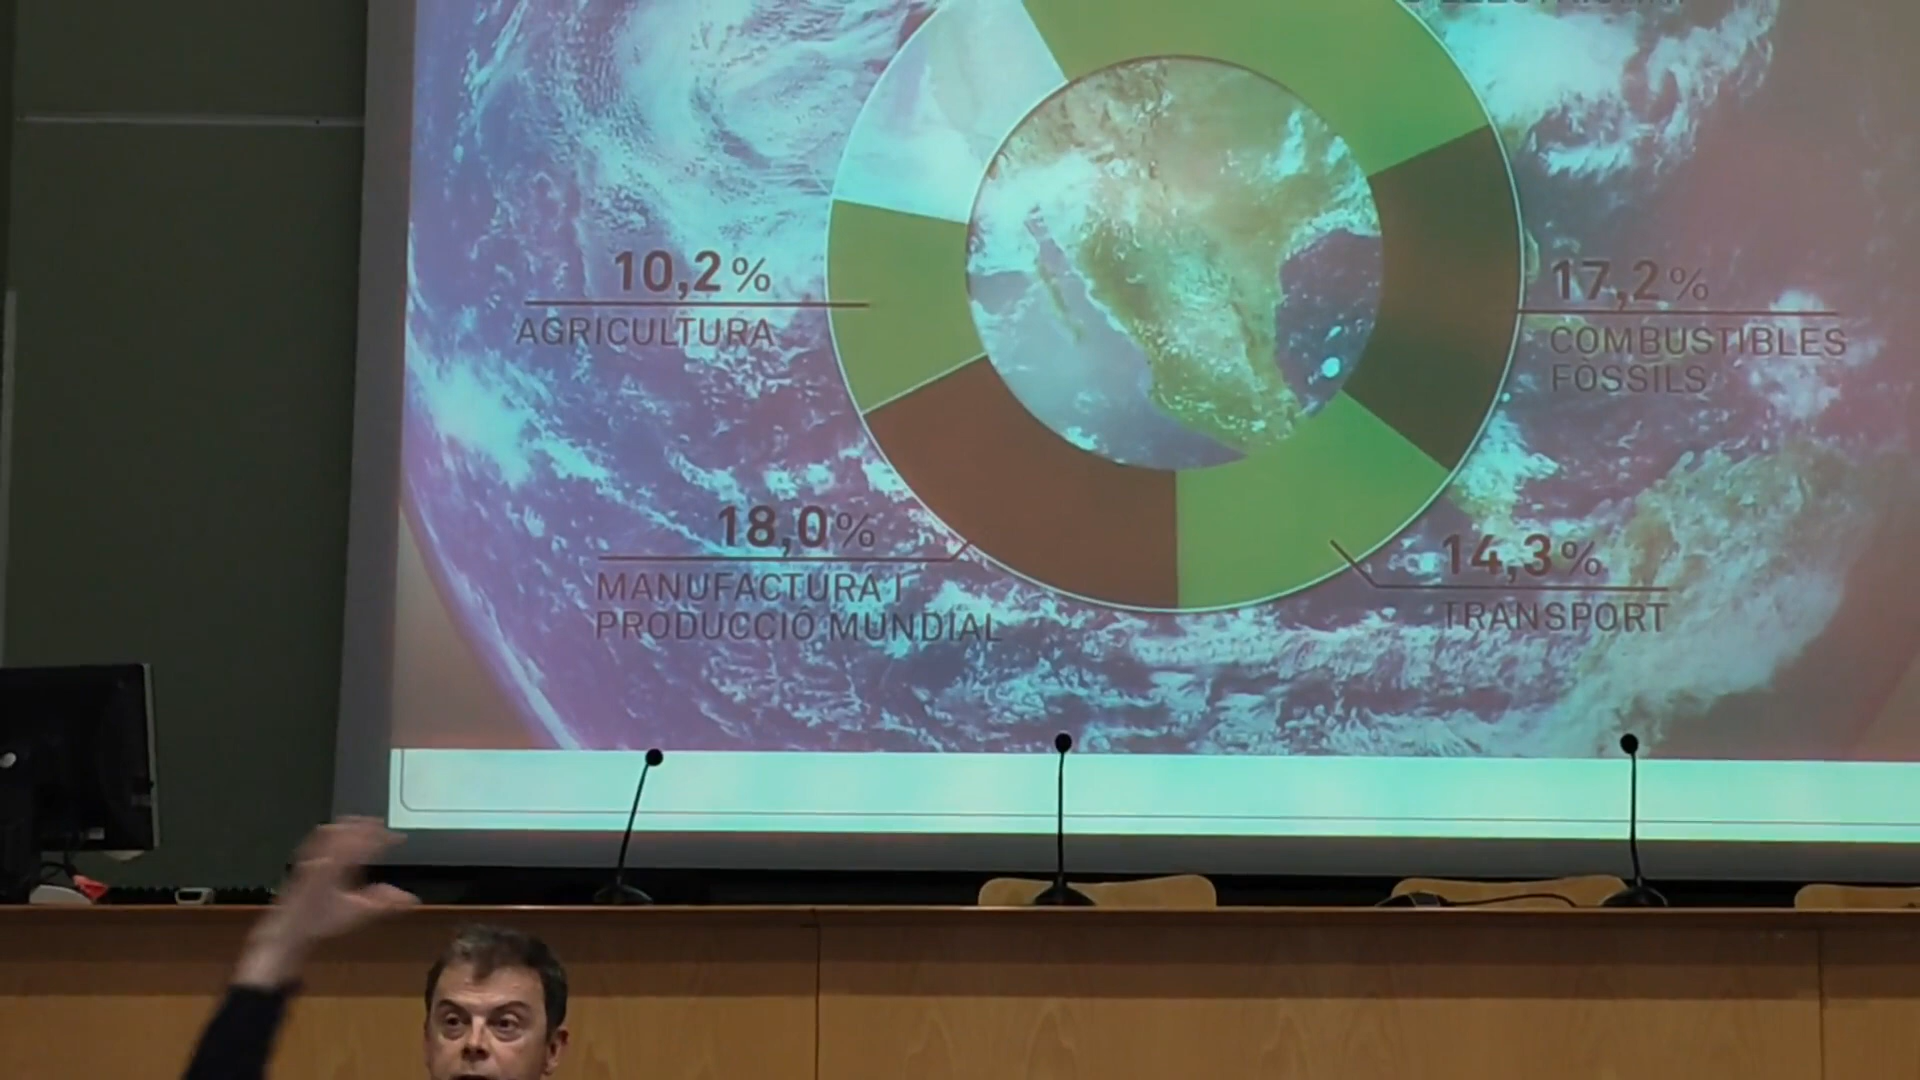 10,2%
AGRICULTURA
17,2%
COMBUSTIBLES
FÒSSILS
18,0%
MANUFACTURA I
PRODUCCIÓ MUNDIAL
14,3%
TRANSPORT